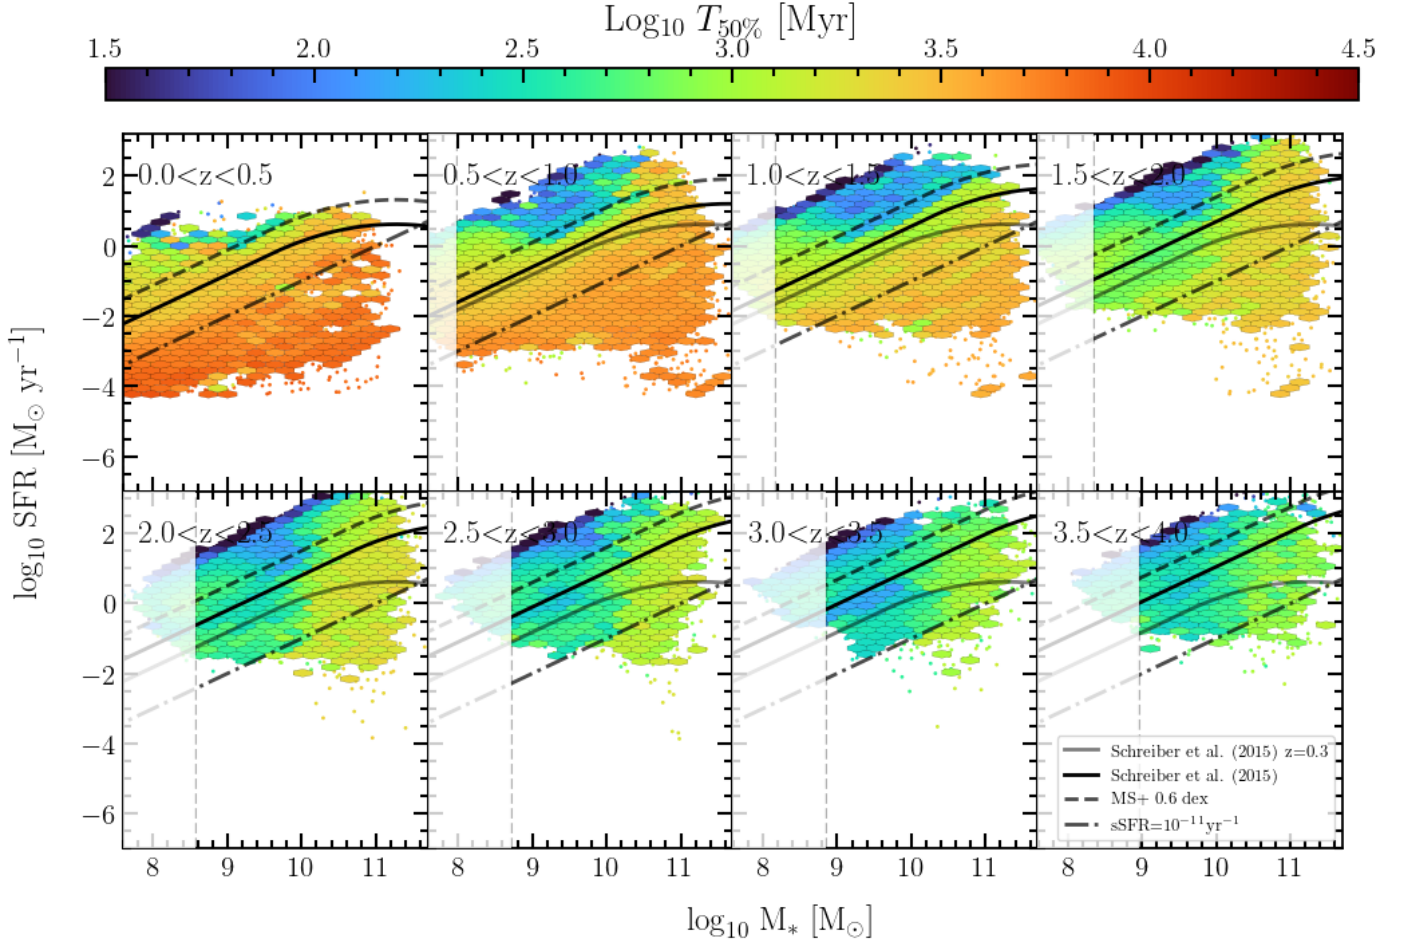 Log₁₀ T₅₀% [Myr]
1.5 2.0 2.5 3.0 3.5 4.0 4.5
0.0<z<0.5 0.5<z<1.0 1.0<z<1.5 1.5<z<2.0
2
0
−2
−4
−6
2.0<z<2.5 2.5<z<3.0 3.0<z<3.5 3.5<z<4.0
2
0
−2
−4
−6
log₁₀ SFR [M⊙ yr⁻¹]
Schreiber et al. (2015) z=0.3
Schreiber et al. (2015)
MS+ 0.6 dex
sSFR=10⁻¹¹yr⁻¹
8 9 10 11 8 9 10 11 8 9 10 11 8 9 10 11
log₁₀ M* [M⊙]